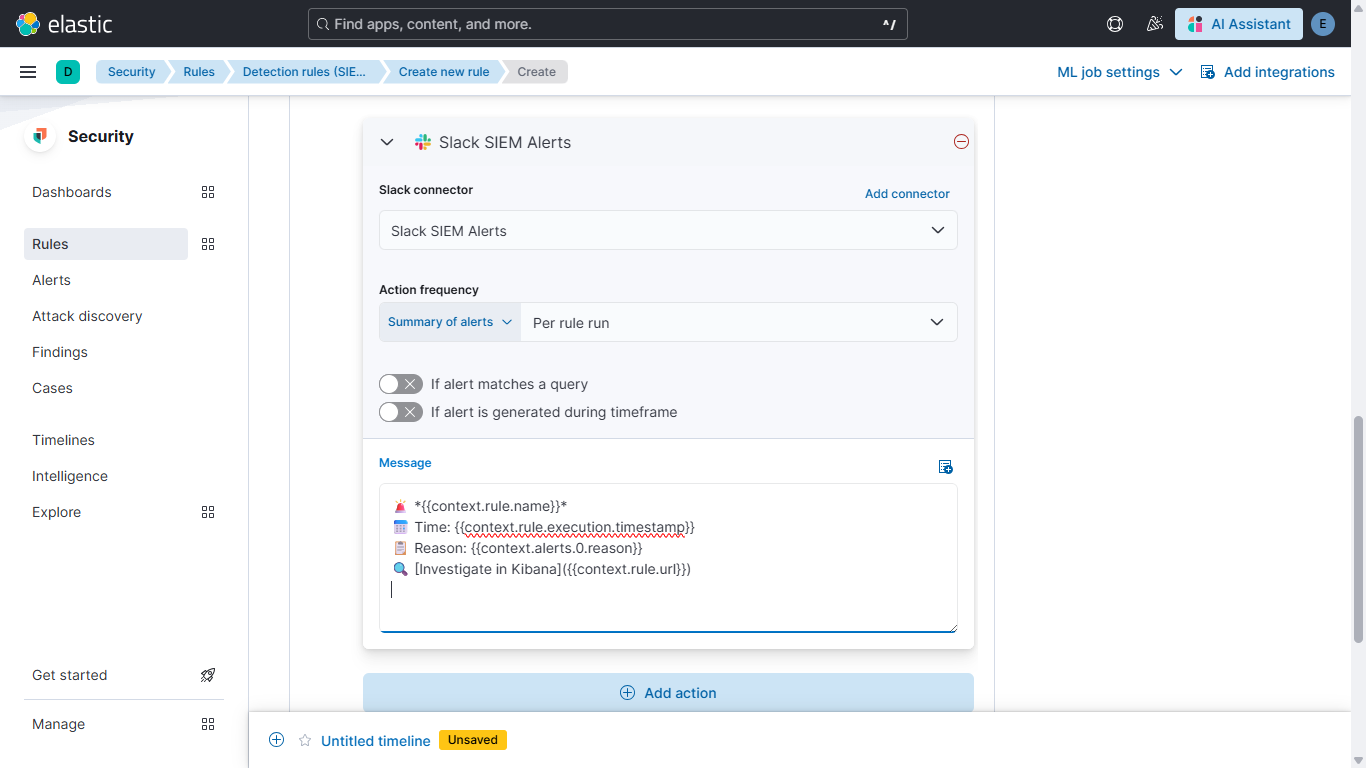 elastic
Find apps, content, and more.
^/
AI Assistant
E
D
Security
Rules
Detection rules (SIE...
Create new rule
Create
ML job settings
Add integrations
Security
Dashboards
Rules
Alerts
Attack discovery
Findings
Cases
Timelines
Intelligence
Explore
Get started
Manage
Slack SIEM Alerts
Slack connector
Add connector
Slack SIEM Alerts
Action frequency
Summary of alerts
Per rule run
If alert matches a query
If alert is generated during timeframe
Message
🚨 *{{context.rule.name}}*
📅 Time: {{context.rule.execution.timestamp}}
📋 Reason: {{context.alerts.0.reason}}
🔍 [Investigate in Kibana]({{context.rule.url}})
Add action
Untitled timeline
Unsaved